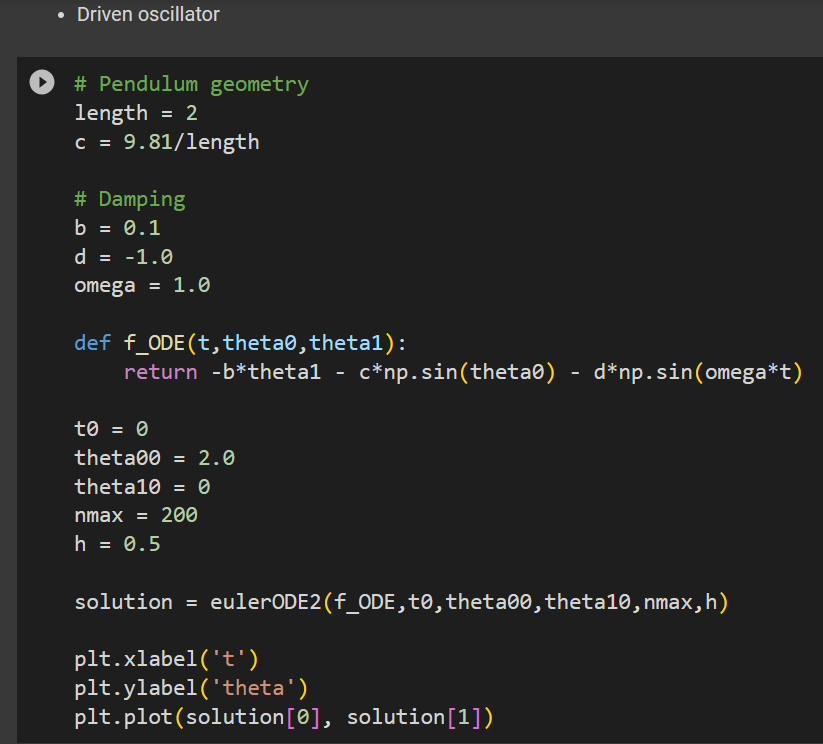 • Driven oscillator
# Pendulum geometry
length = 2
c = 9.81/length
# Damping
b = 0.1
d = -1.0
omega = 1.0
def f_ODE(t,theta0,theta1):
    return -b*theta1 - c*np.sin(theta0) - d*np.sin(omega*t)
t0 = 0
theta00 = 2.0
theta10 = 0
nmax = 200
h = 0.5
solution = eulerODE2(f_ODE,t0,theta00,theta10,nmax,h)
plt.xlabel('t')
plt.ylabel('theta')
plt.plot(solution[0], solution[1])